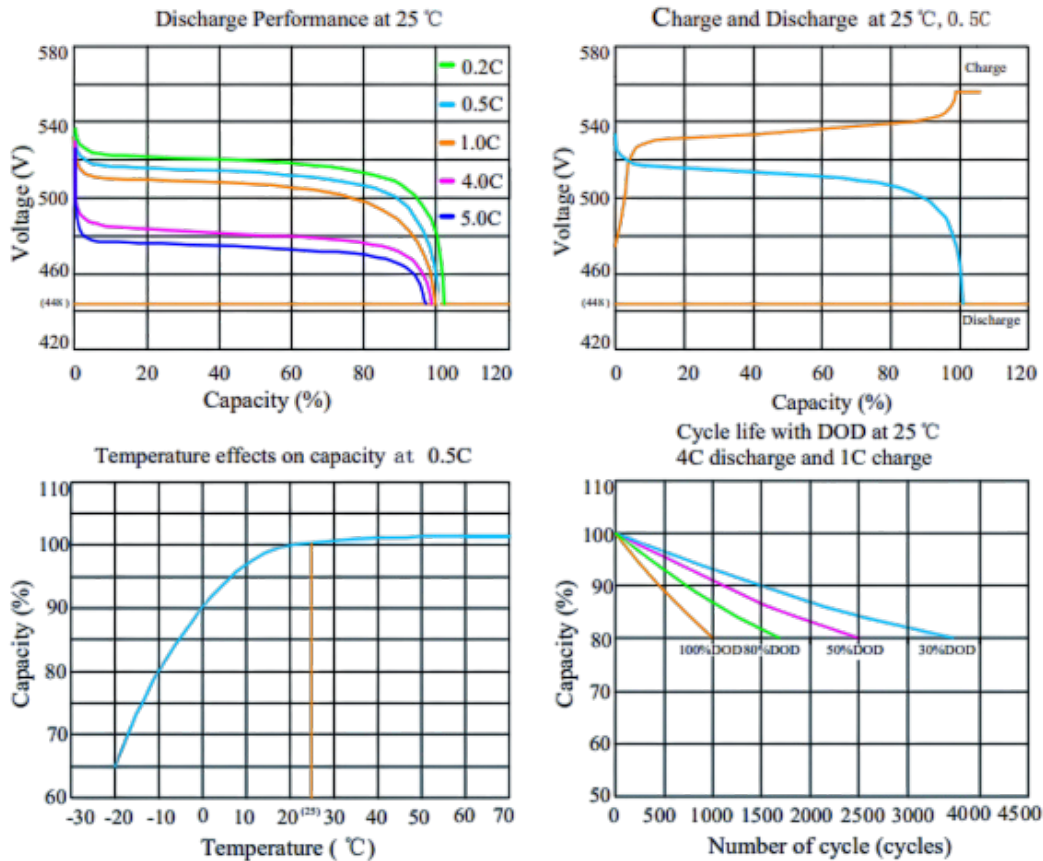 Discharge Performance at 25 ℃
580
540
500
460
(448)
420
Voltage (V)
0.2C
0.5C
1.0C
4.0C
5.0C
0 20 40 60 80 100 120
Capacity (%)
Charge and Discharge at 25 ℃, 0.5C
580
540
500
460
(448)
420
Voltage (V)
Charge
Discharge
0 20 40 60 80 100 120
Capacity (%)
Temperature effects on capacity at 0.5C
110
100
90
80
70
60
Capacity (%)
-30 -20 -10 0 10 20 (25) 30 40 50 60 70
Temperature ( ℃)
Cycle life with DOD at 25 ℃
4C discharge and 1C charge
110
100
90
80
70
60
50
Capacity (%)
100%DOD 80%DOD 50%DOD 30%DOD
0 500 1000 1500 2000 2500 3000 3500 4000 4500
Number of cycle (cycles)